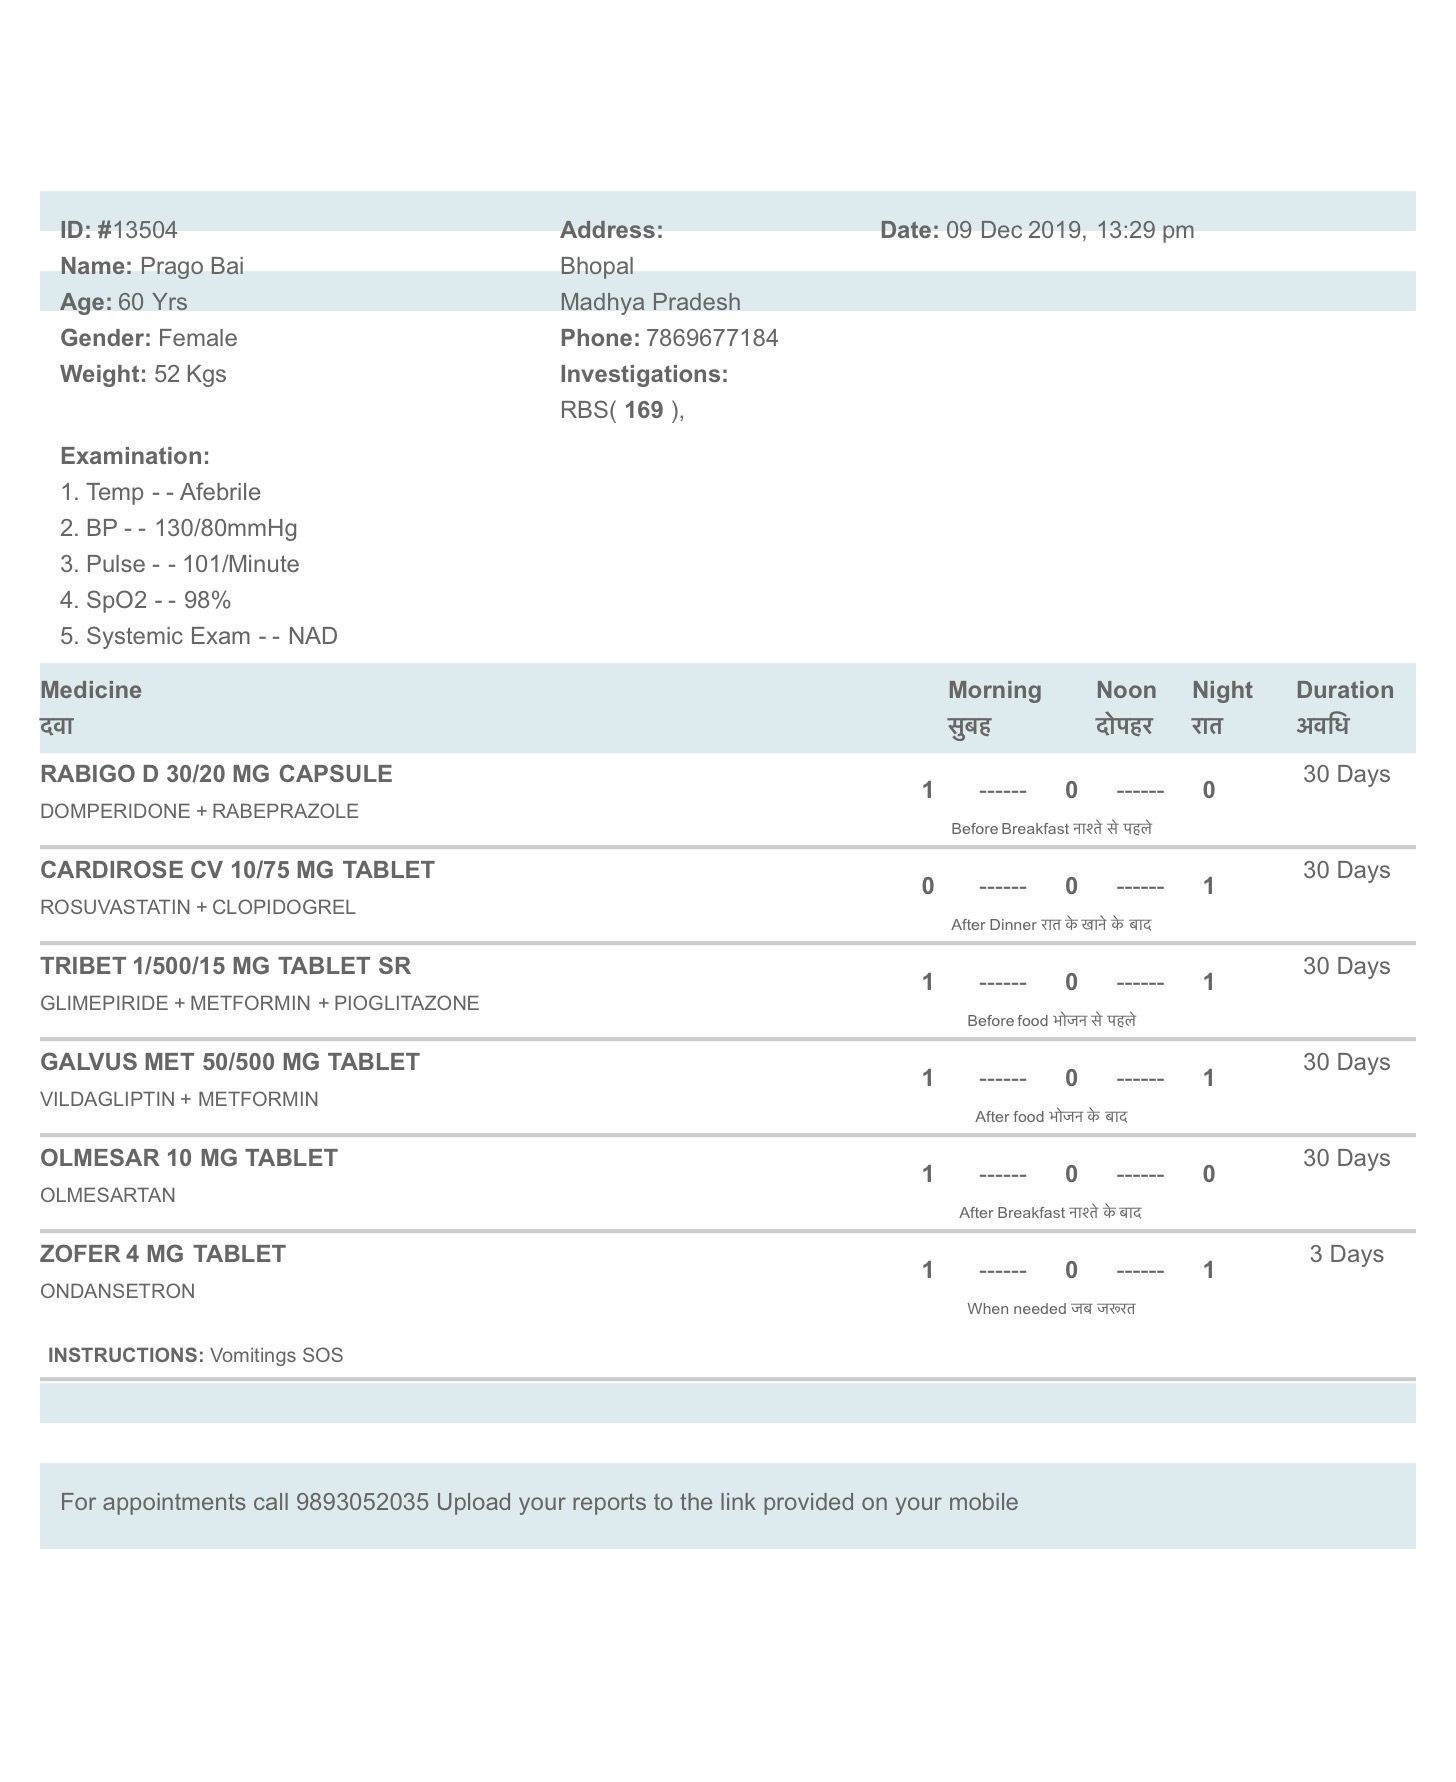 ID: #13504
Name: Prago Bai
Age: 60 Yrs
Gender: Female
Weight: 52 Kgs
Address:
Bhopal
Madhya Pradesh
Phone: 7869677184
Investigations:
RBS( 169 ),
Date: 09 Dec 2019, 13:29 pm
Examination:
1. Temp - - Afebrile
2. BP - - 130/80mmHg
3. Pulse - - 101/Minute
4. SpO2 - - 98%
5. Systemic Exam - - NAD
Medicine Morning Noon Night Duration
दवा सुबह दोपहर रात अवधि
RABIGO D 30/20 MG CAPSULE 30 Days
1 ------ 0 ------ 0
DOMPERIDONE + RABEPRAZOLE
Before Breakfast नाश्ते से पहले
CARDIROSE CV 10/75 MG TABLET 30 Days
0 ------ 0 ------ 1
ROSUVASTATIN + CLOPIDOGREL
After Dinner रात के खाने के बाद
TRIBET 1/500/15 MG TABLET SR 30 Days
1 ------ 0 ------ 1
GLIMEPIRIDE + METFORMIN + PIOGLITAZONE
Before food भोजन से पहले
GALVUS MET 50/500 MG TABLET 30 Days
1 ------ 0 ------ 1
VILDAGLIPTIN + METFORMIN
After food भोजन के बाद
OLMESAR 10 MG TABLET 30 Days
1 ------ 0 ------ 0
OLMESARTAN
After Breakfast नाश्ते के बाद
ZOFER 4 MG TABLET 3 Days
1 ------ 0 ------ 1
ONDANSETRON
When needed जब जरूरत
INSTRUCTIONS: Vomitings SOS
For appointments call 9893052035 Upload your reports to the link provided on your mobile